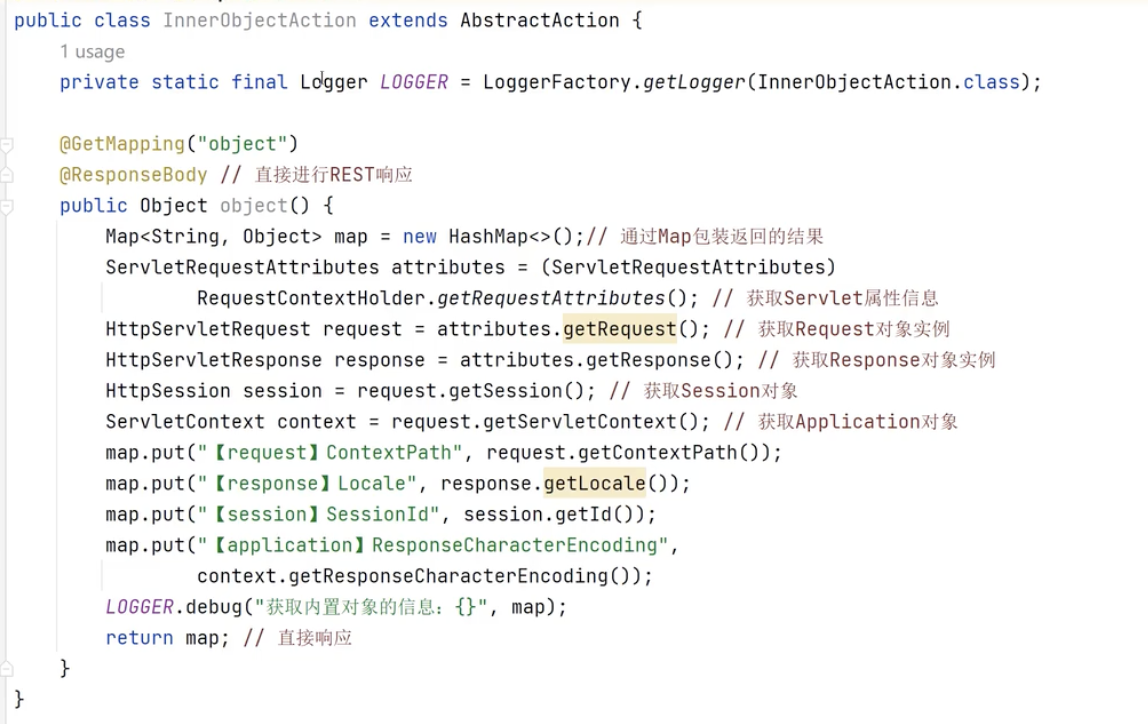 public class InnerObjectAction extends AbstractAction {
1 usage
private static final Logger LOGGER = LoggerFactory.getLogger(InnerObjectAction.class);
@GetMapping("object")
@ResponseBody // 直接进行REST响应
public Object object() {
Map<String, Object> map = new HashMap<>();// 通过Map包装返回的结果
ServletRequestAttributes attributes = (ServletRequestAttributes)
RequestContextHolder.getRequestAttributes(); // 获取Servlet属性信息
HttpServletRequest request = attributes.getRequest(); // 获取Request对象实例
HttpServletResponse response = attributes.getResponse(); // 获取Response对象实例
HttpSession session = request.getSession(); // 获取Session对象
ServletContext context = request.getServletContext(); // 获取Application对象
map.put("【request】ContextPath", request.getContextPath());
map.put("【response】Locale", response.getLocale());
map.put("【session】SessionId", session.getId());
map.put("【application】ResponseCharacterEncoding",
context.getResponseCharacterEncoding());
LOGGER.debug("获取内置对象的信息：{}", map);
return map; // 直接响应
}
}